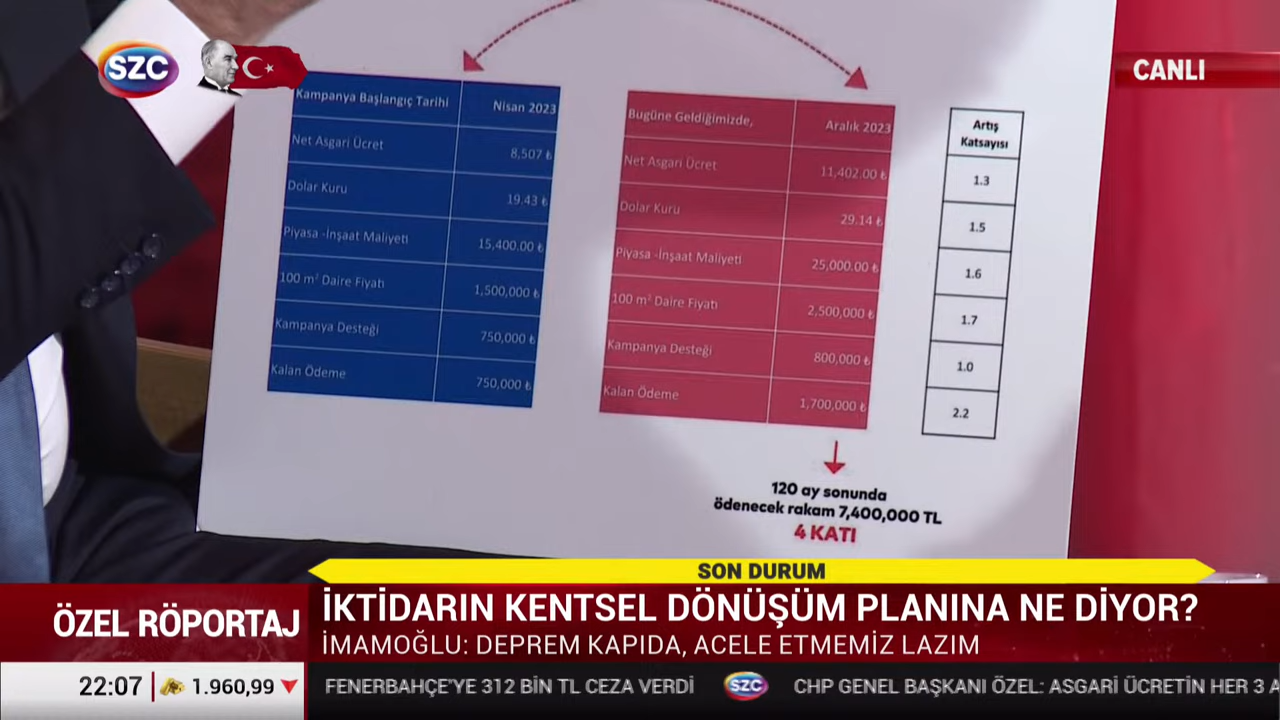 SZC
CANLI
Kampanya Başlangıç Tarihi Nisan 2023
Net Asgari Ücret 8,507 ₺
Dolar Kuru 19.43 ₺
Piyasa -İnşaat Maliyeti 15,400.00 ₺
100 m² Daire Fiyatı 1,500,000 ₺
Kampanya Desteği 750,000 ₺
Kalan Ödeme 750,000 ₺
Bugüne Geldiğimizde, Aralık 2023
Net Asgari Ücret 11,402.00 ₺
Dolar Kuru 29.14 ₺
Piyasa -İnşaat Maliyeti 25,000.00 ₺
100 m² Daire Fiyatı 2,500,000 ₺
Kampanya Desteği 800,000 ₺
Kalan Ödeme 1,700,000 ₺
Artış
Katsayısı
1.3
1.5
1.6
1.7
1.0
2.2
120 ay sonunda
ödenecek rakam 7,400,000 TL
4 KATI
SON DURUM
ÖZEL RÖPORTAJ
İKTİDARIN KENTSEL DÖNÜŞÜM PLANINA NE DİYOR?
İMAMOĞLU: DEPREM KAPIDA, ACELE ETMEMİZ LAZIM
22:07 1.960,99
FENERBAHÇE"YE 312 BİN TL CEZA VERDİ SZC CHP GENEL BAŞKANI ÖZEL: ASGARİ ÜCRETİN HER 3 A